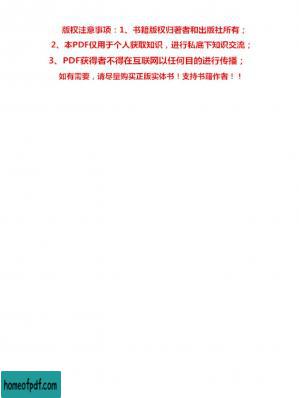 版权注意事项：1、书籍版权归著者和出版社所有；
2、本PDF仅用于个人获取知识，进行私底下知识交流；
3、PDF获得者不得在互联网以任何目的进行传播；
如有需要，请尽量购买正版实体书！支持书籍作者！！
homeofpdf.com